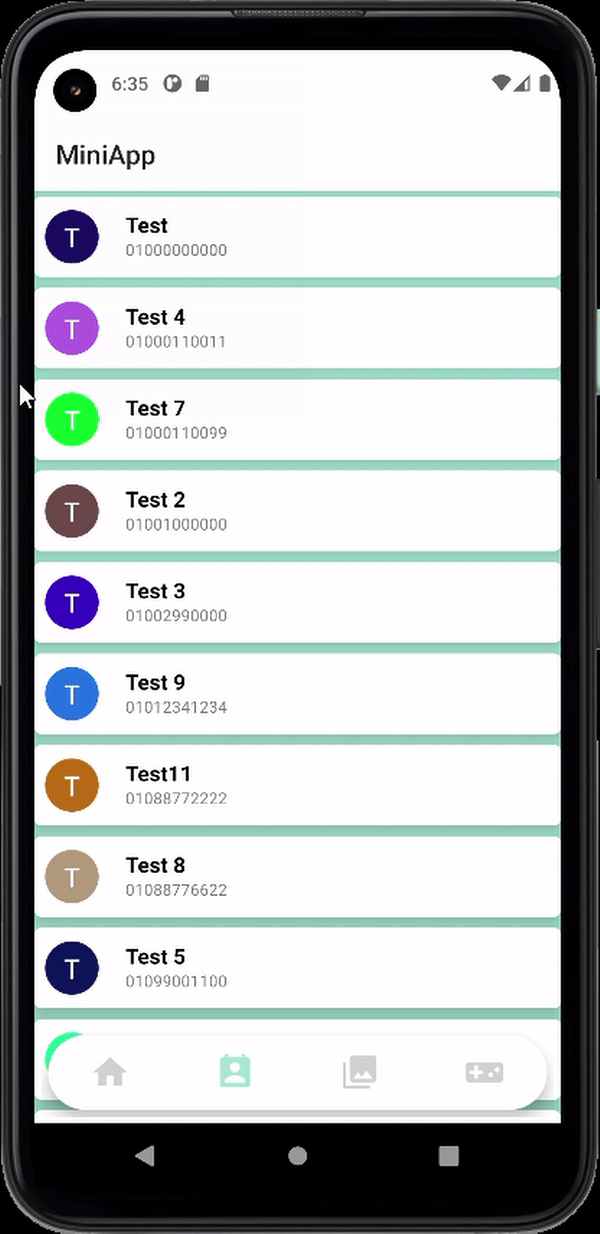 6:35
MiniApp
T
Test
01000000000
T
Test 4
01000110011
T
Test 7
01000110099
T
Test 2
01001000000
T
Test 3
01002990000
T
Test 9
01012341234
T
Test11
01088772222
T
Test 8
01088776622
T
Test 5
01099001100